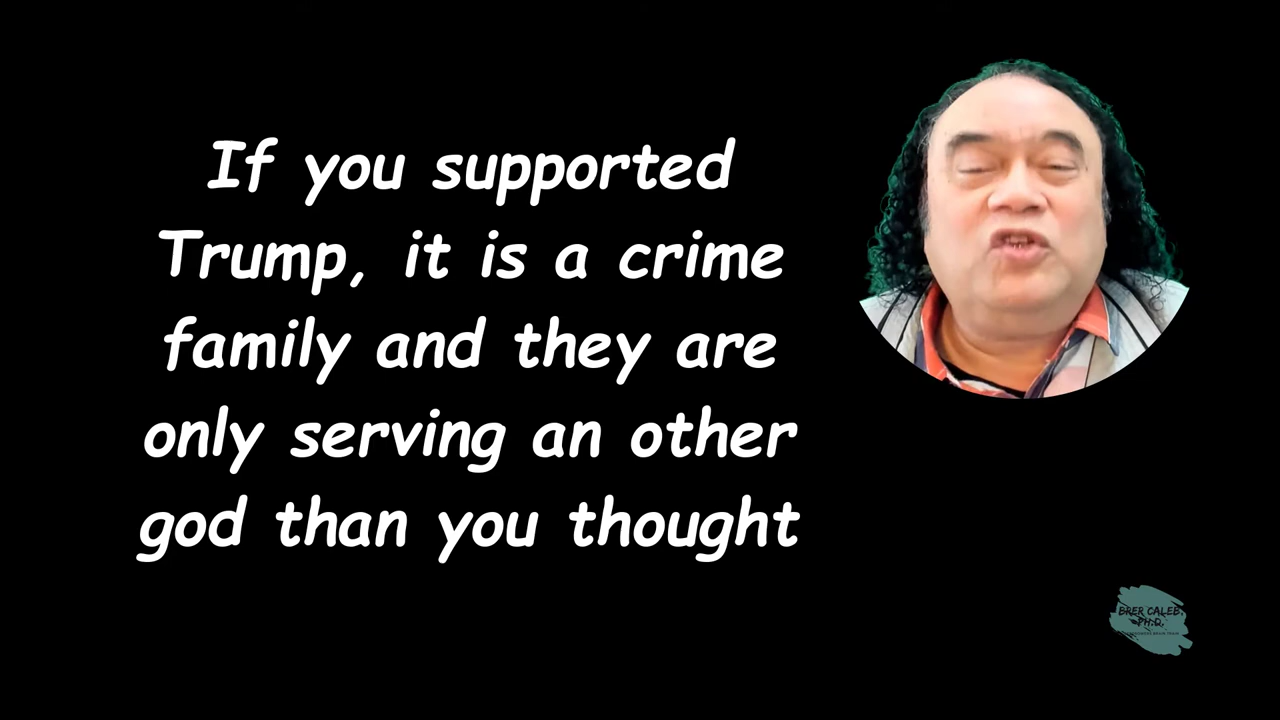 If you supported
Trump, it is a crime
family and they are
only serving an other
god than you thought
BRER CALEB,
PH.D.